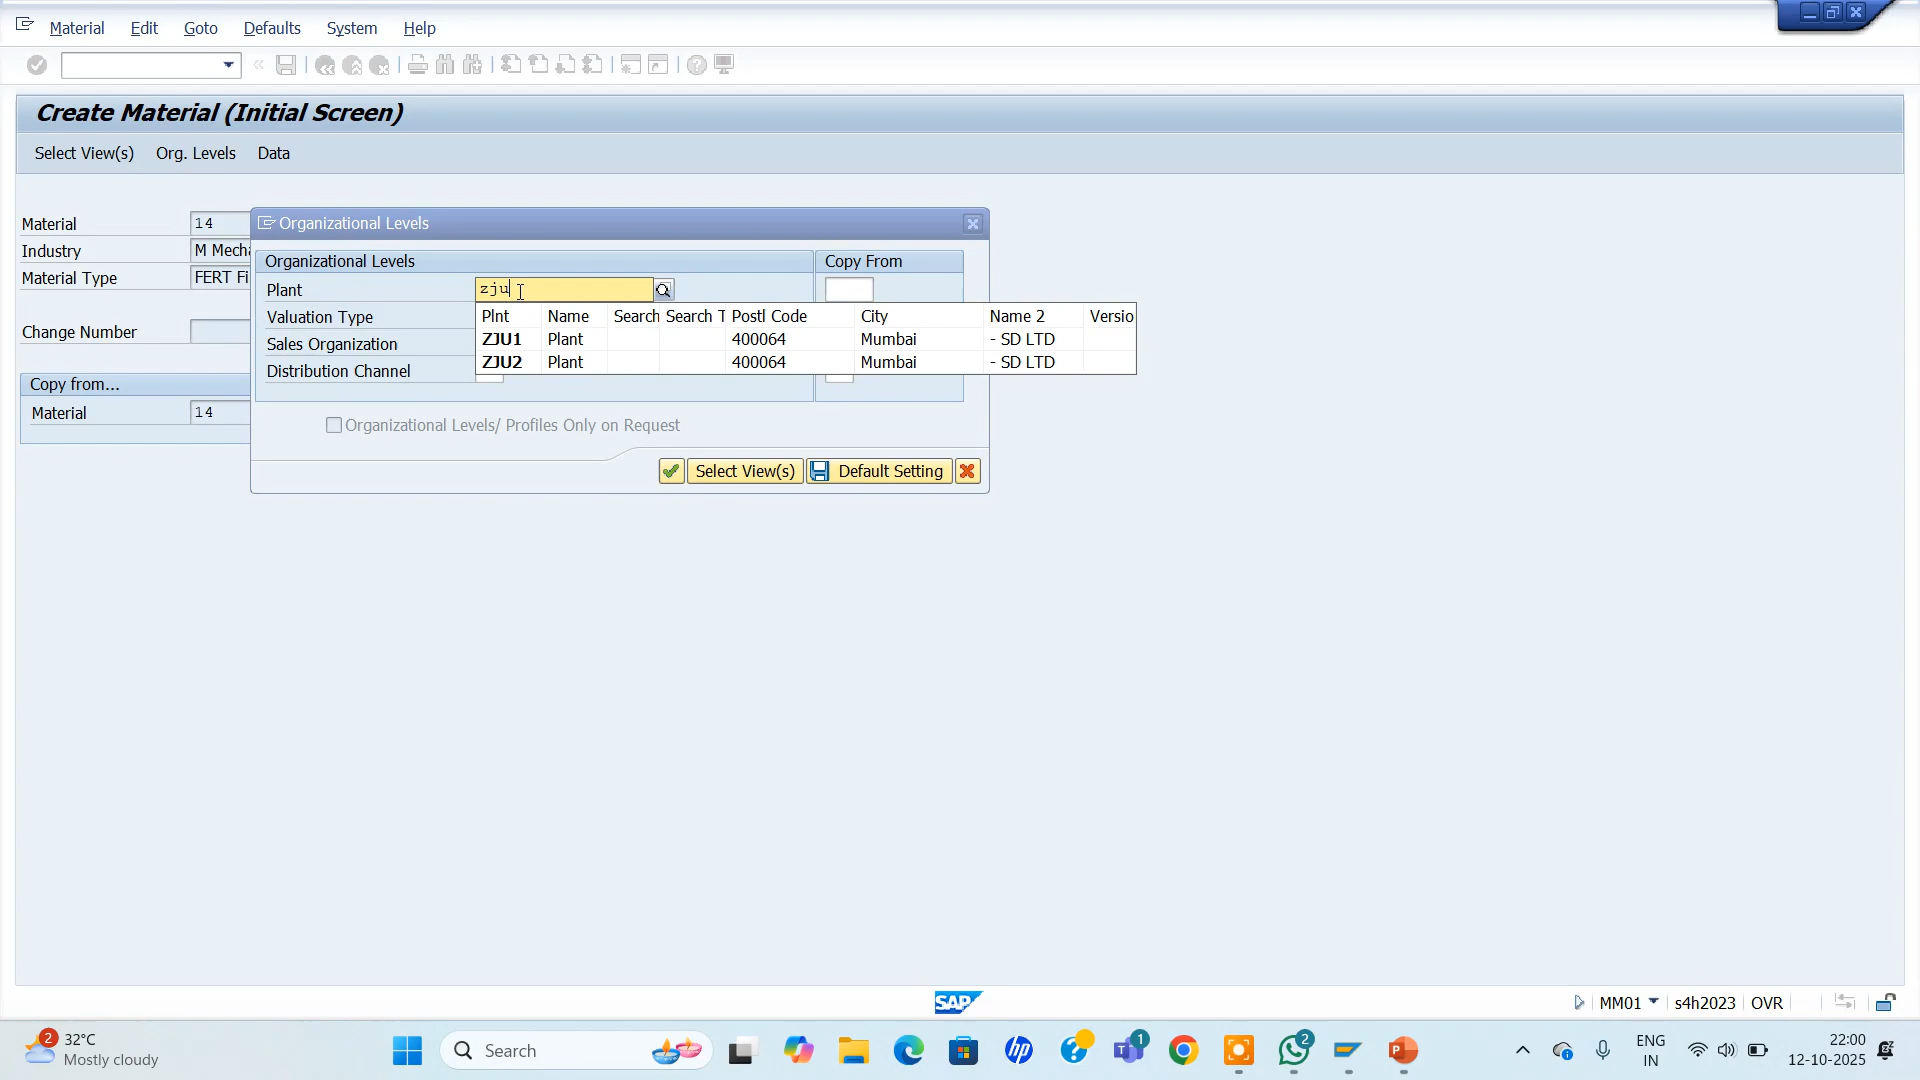 Material Edit Goto Defaults System Help
Create Material (Initial Screen)
Select View(s) Org. Levels Data
Material 14
Industry M Mecha
Material Type FERT Fi
Change Number
Copy from...
Material 14
Organizational Levels
Organizational Levels Copy From
Plant zju
Valuation Type
Sales Organization
Distribution Channel
Plnt Name Search Search T Postl Code City Name 2 Versio
ZJU1 Plant 400064 Mumbai - SD LTD
ZJU2 Plant 400064 Mumbai - SD LTD
Organizational Levels/ Profiles Only on Request
Select View(s) Default Setting
SAP
MM01 s4h2023 OVR
2 32°C
Mostly cloudy
Search
1
2
ENG
IN
22:00
12-10-2025